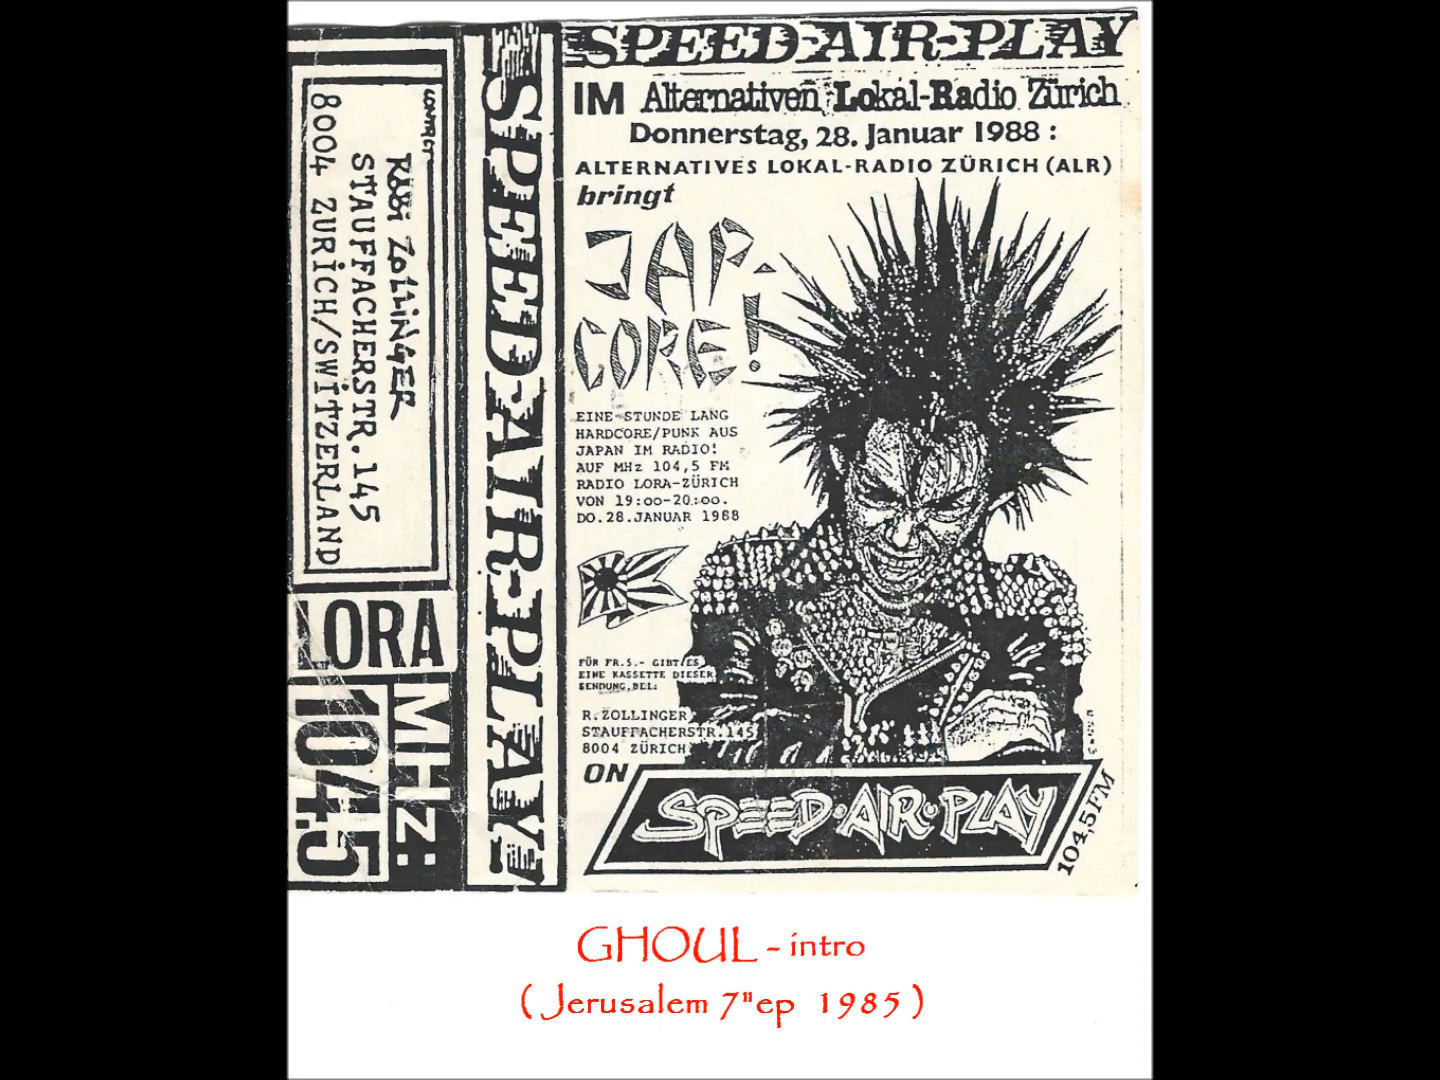 CONTACT
RÖBi ZOLLiNGER
STAUFFACHERSTR.145
8004 ZURiCH/SWiTZERLAND
LORA
MHz:
104,5
SPEED-AIR-PLAY!
SPEED-AIR-PLAY
IM Alternativen Lokal-Radio Zürich
Donnerstag, 28. Januar 1988 :
ALTERNATIVES LOKAL-RADIO ZÜRICH (ALR)
bringt
JAP-
CORE!
EINE STUNDE LANG
HARDCORE/PUNK AUS
JAPAN IM RADIO!
AUF MHz 104,5 FM
RADIO LORA-ZÜRICH
VON 19:00-20:00.
DO.28.JANUAR 1988
FÜR FR.5.- GIBT ES
EINE KASSETTE DIESER
SENDUNG, BEI:
R.ZOLLINGER
STAUFFACHERSTR.145
8004 ZÜRICH
ON
SPEED·AIR·PLAY
104,5 FM
GHOUL - intro
( Jerusalem 7"ep 1985 )